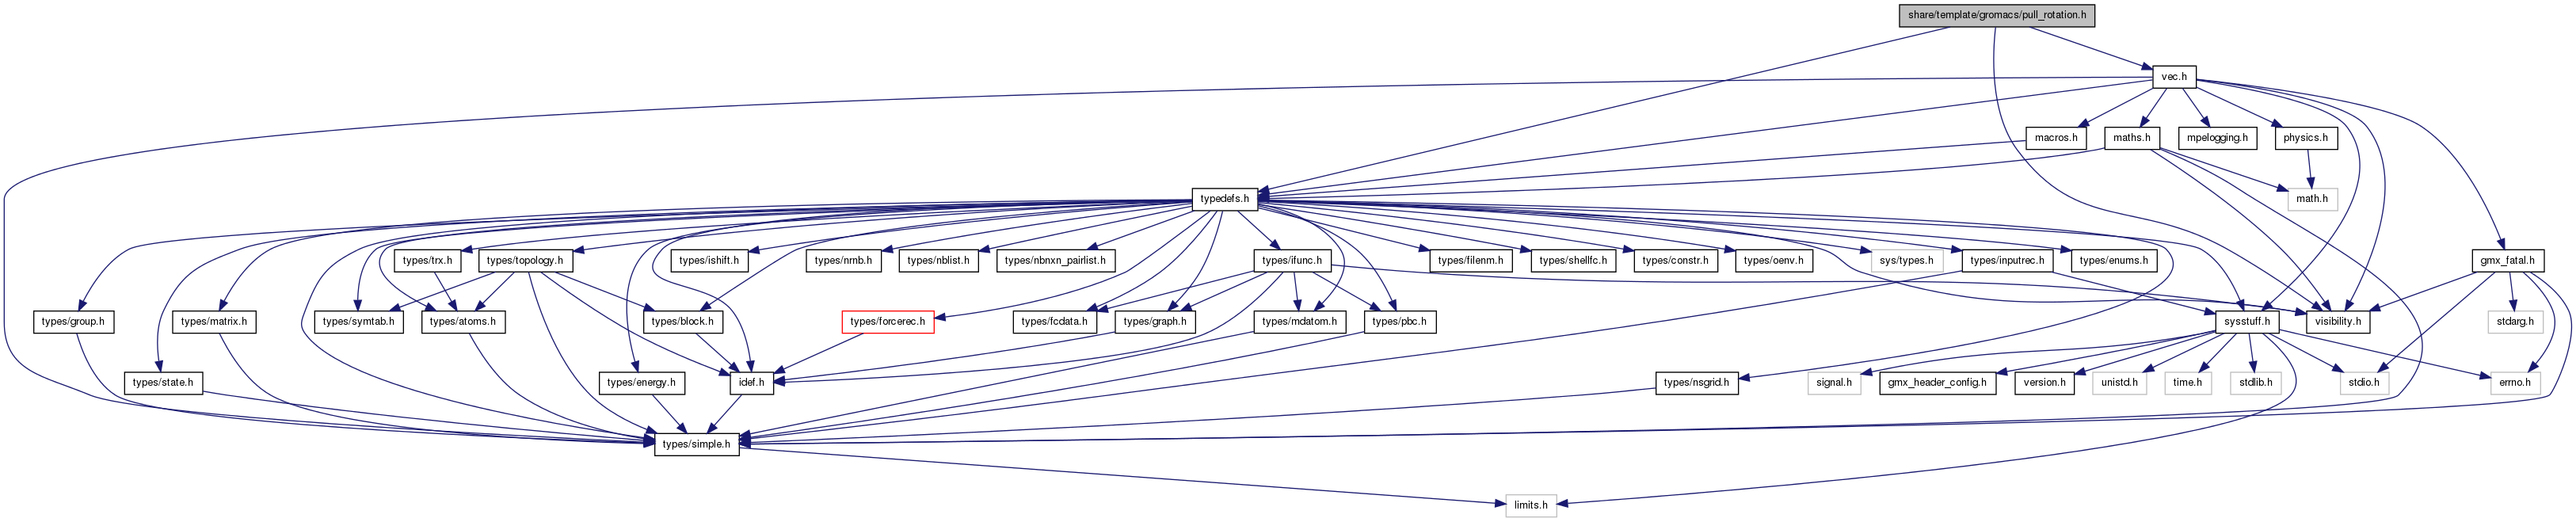 share/template/gromacs/pull_rotation.h
vec.h
macros.h
maths.h
mpelogging.h
physics.h
typedefs.h
math.h
types/trx.h
types/topology.h
types/ishift.h
types/nrnb.h
types/nblist.h
types/nbnxn_pairlist.h
types/ifunc.h
types/filenm.h
types/shellfc.h
types/constr.h
types/oenv.h
sys/types.h
types/inputrec.h
types/enums.h
gmx_fatal.h
types/group.h
types/matrix.h
types/symtab.h
types/atoms.h
types/block.h
types/forcerec.h
types/fcdata.h
types/graph.h
types/mdatom.h
types/pbc.h
sysstuff.h
visibility.h
stdarg.h
types/state.h
types/energy.h
idef.h
types/nsgrid.h
signal.h
gmx_header_config.h
version.h
unistd.h
time.h
stdlib.h
stdio.h
errno.h
types/simple.h
limits.h